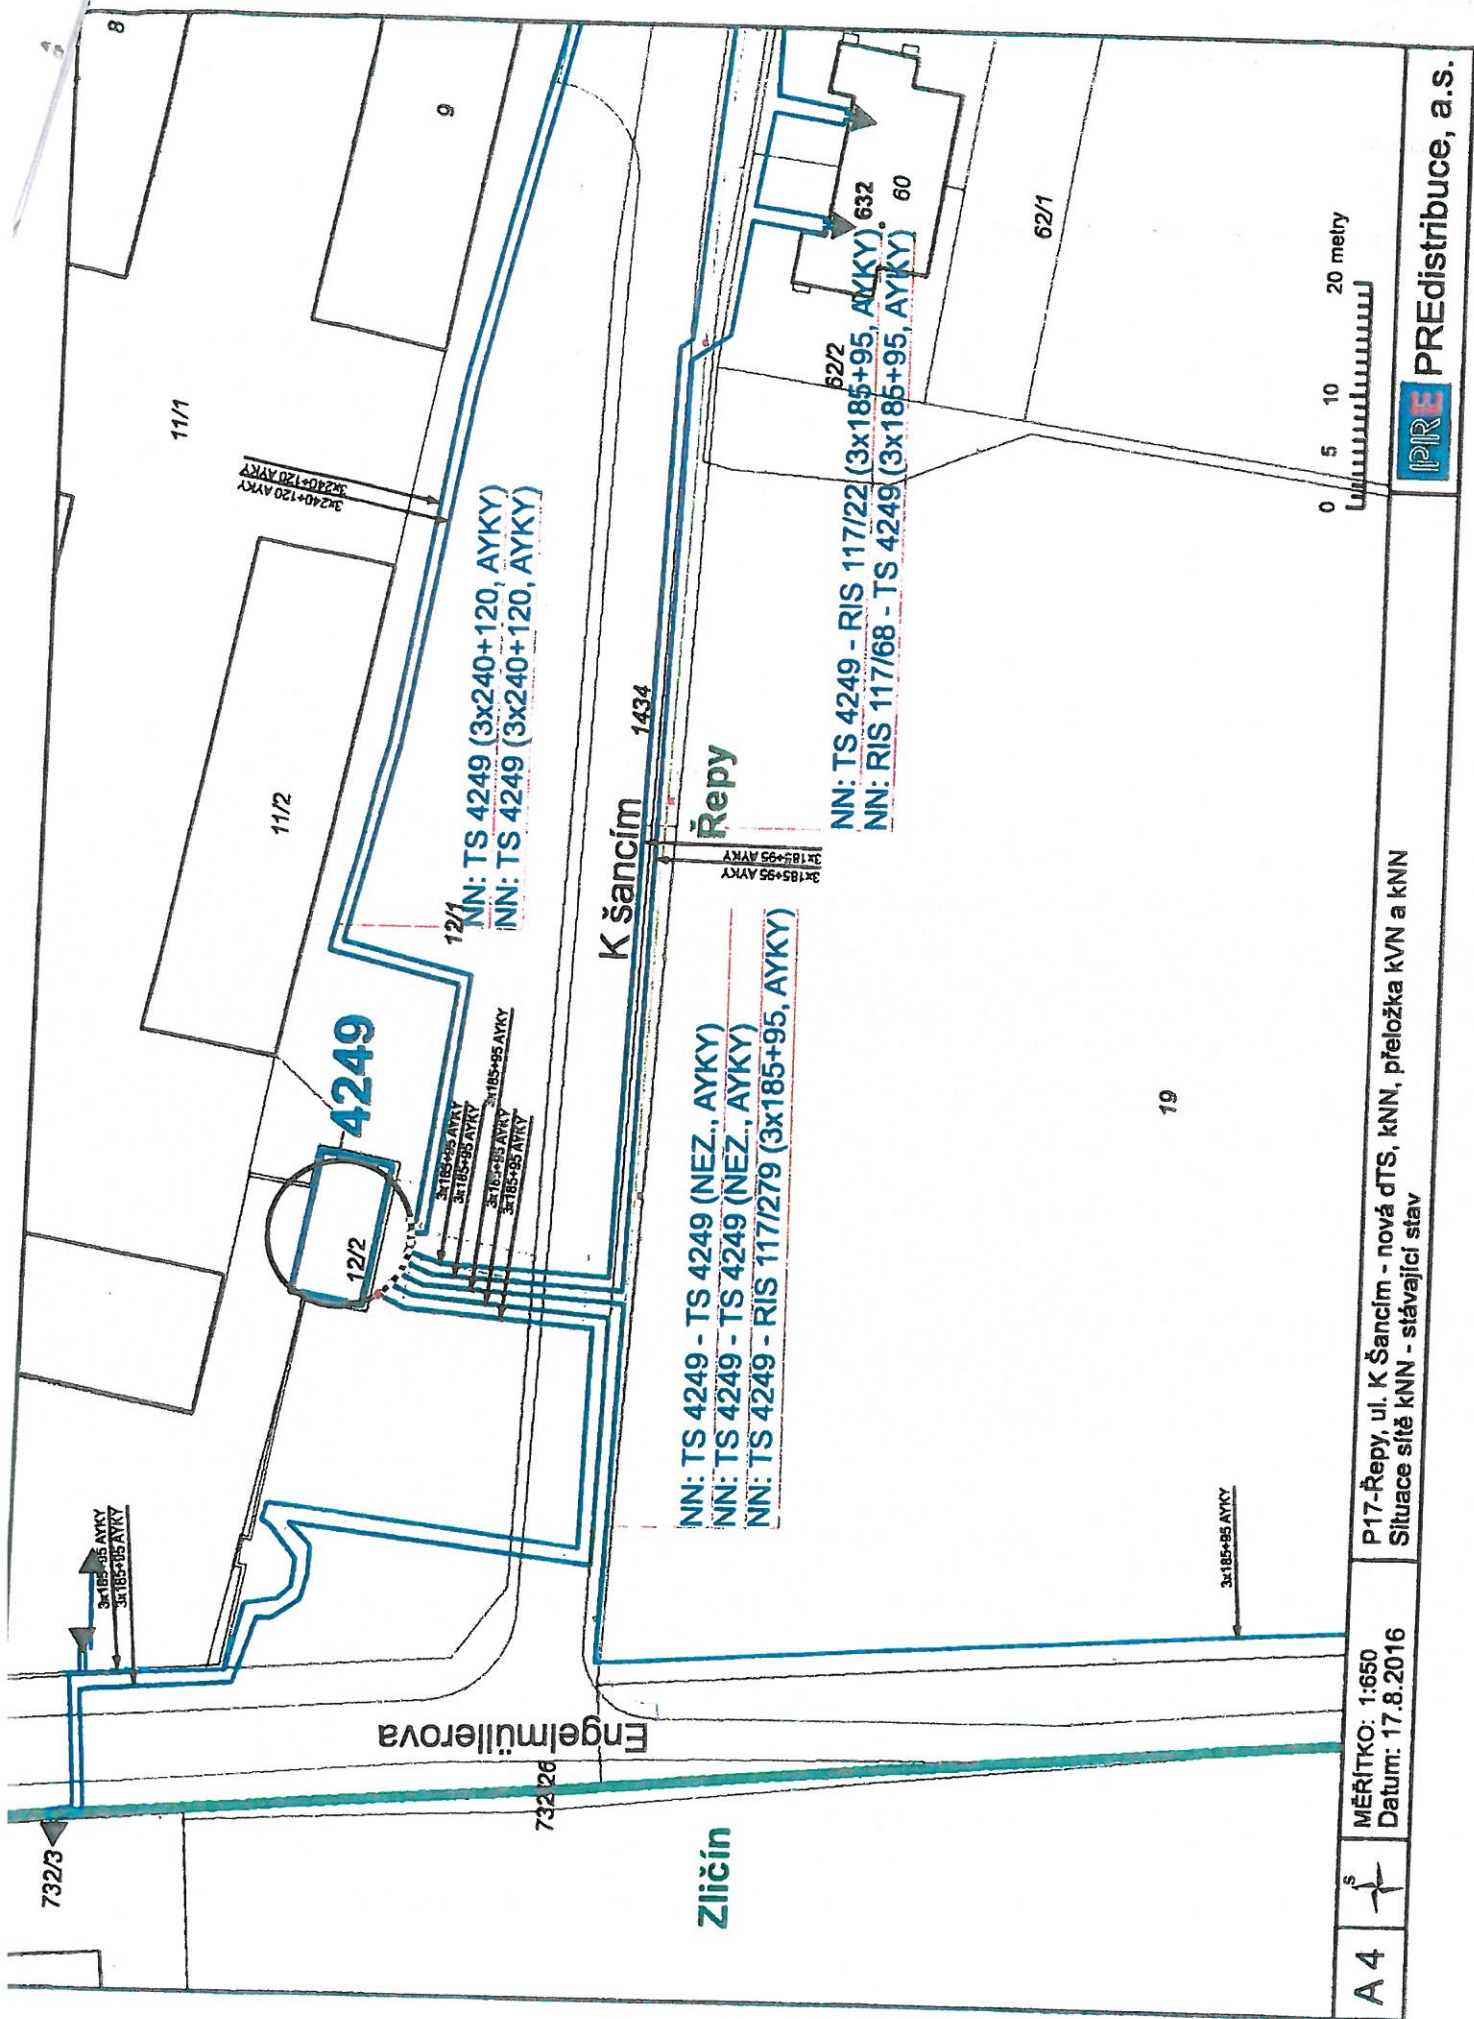 8
9
11/1
3x240+120 AYKY
3x240+120 AYKY
11/2
12/1
NN: TS 4249 (3x240+120, AYKY)
NN: TS 4249 (3x240+120, AYKY)
4249
12/2
3x185+95 AYKY
3x185+95 AYKY
3x185+95 AYKY
3x185+95 AYKY
3x185+95 AYKY
K šancím
1434
Řepy
3x185+95 AYKY
3x185+95 AYKY
632
60
62/1
62/2
NN: TS 4249 - RIS 117/22 (3x185+95, AYKY)
NN: RIS 117/68 - TS 4249 (3x185+95, AYKY)
NN: TS 4249 - TS 4249 (NEZ., AYKY)
NN: TS 4249 - TS 4249 (NEZ., AYKY)
NN: TS 4249 - RIS 117/279 (3x185+95, AYKY)
3x185+95 AYKY
3x185+95 AYKY
732/3
Engelmüllerova
732/26
Zličín
19
3x185+95 AYKY
0 5 10 20 metry
A 4
S
MĚŘÍTKO: 1:650
Datum: 17.8.2016
P17-Řepy, ul. K Šancím - nová dTS, kNN, přeložka kVN a kNN
Situace sítě kNN - stávající stav
PRE PREdistribuce, a.s.